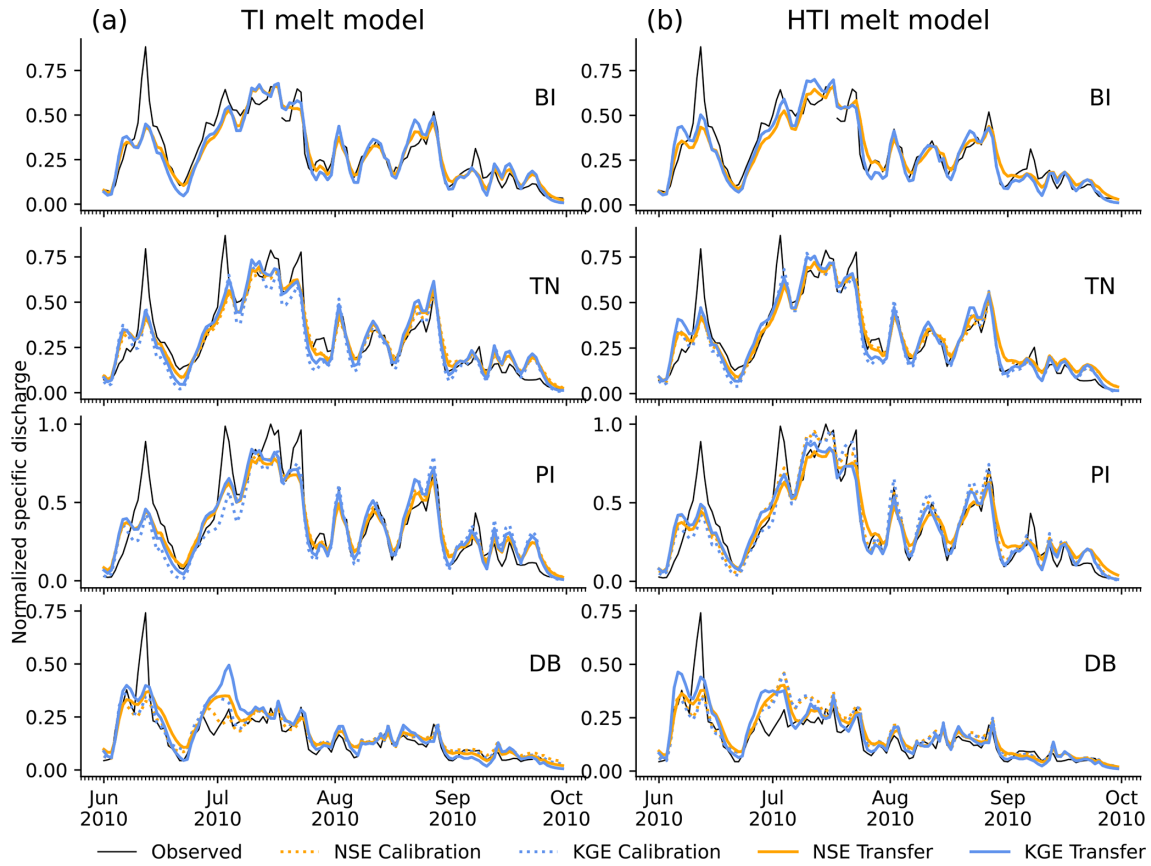 (a) TI melt model (b) HTI melt model
0.75 0.75
BI BI
0.50 0.50
0.25 0.25
0.00 0.00
0.75 0.75
TN TN
0.50 0.50
0.25 0.25
0.00 0.00
Normalized specific discharge
1.0 1.0
PI PI
0.5 0.5
0.0 0.0
0.75 0.75
DB DB
0.50 0.50
0.25 0.25
0.00 0.00
Jun Jul Aug Sep Oct Jun Jul Aug Sep Oct
2010 2010 2010 2010 2010 2010 2010 2010 2010 2010
Observed NSE Calibration KGE Calibration NSE Transfer KGE Transfer